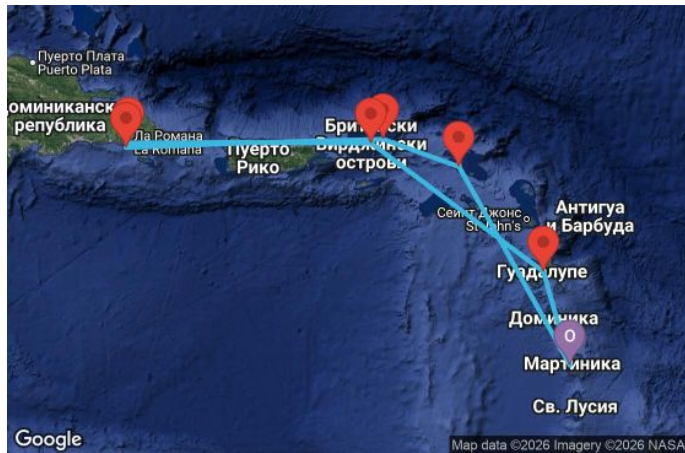 Пуерто Плата
Puerto Plata
Доминиканска
република
Ла Романа
La Romana
Пуерто
Рико
Британски
Вирджински
острови
Сейнт Джонс
St John's
Антигуа
и Барбуда
Гуадалупе
Доминика
O
Мартиника
Св. Лусия
Google
Map data ©2026 Imagery ©2026 NASA